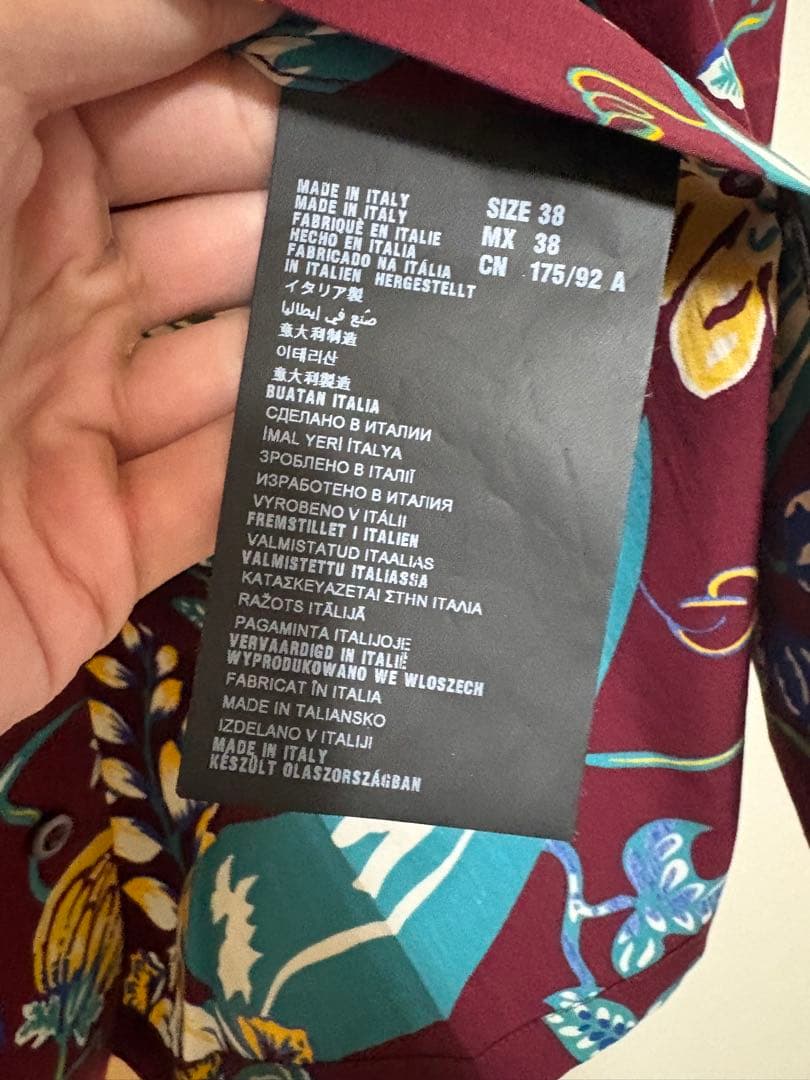 MADE IN ITALY
MADE IN ITALY
FABRIQUÈ EN ITALIE
HECHO EN ITALIA
FABRICADO NA ITÁLIA
IN ITALIEN HERGESTELLT
イタリア製
صنع في إيطاليا
意大利制造
이테리산
意大利製造
BUATAN ITALIA
СДЕЛАНО В ИТАЛИИ
İMAL YERİ İTALYA
ЗРОБЛЕНО В ІТАЛІЇ
ИЗРАБОТЕНО В ИТАЛИЯ
VYROBENO V ITÁLII
FREMSTILLET I ITALIEN
VALMISTATUD ITAALIAS
VALMISTETTU ITALIASSA
ΚΑΤΑΣΚΕΥΑΖΕΤΑΙ ΣΤΗΝ ΙΤΑΛΙΑ
RAŽOTS ITĀLIJĀ
PAGAMINTA ITALIJOJE
VERVAARDIGD IN ITALIË
WYPRODUKOWANO WE WLOSZECH
FABRICAT ÎN ITALIA
MADE IN TALIANSKO
IZDELANO V ITALIJI
MADE IN ITALY
KÉSZÜLT OLASZORSZÁGBAN
SIZE 38
MX 38
CN 175/92 A